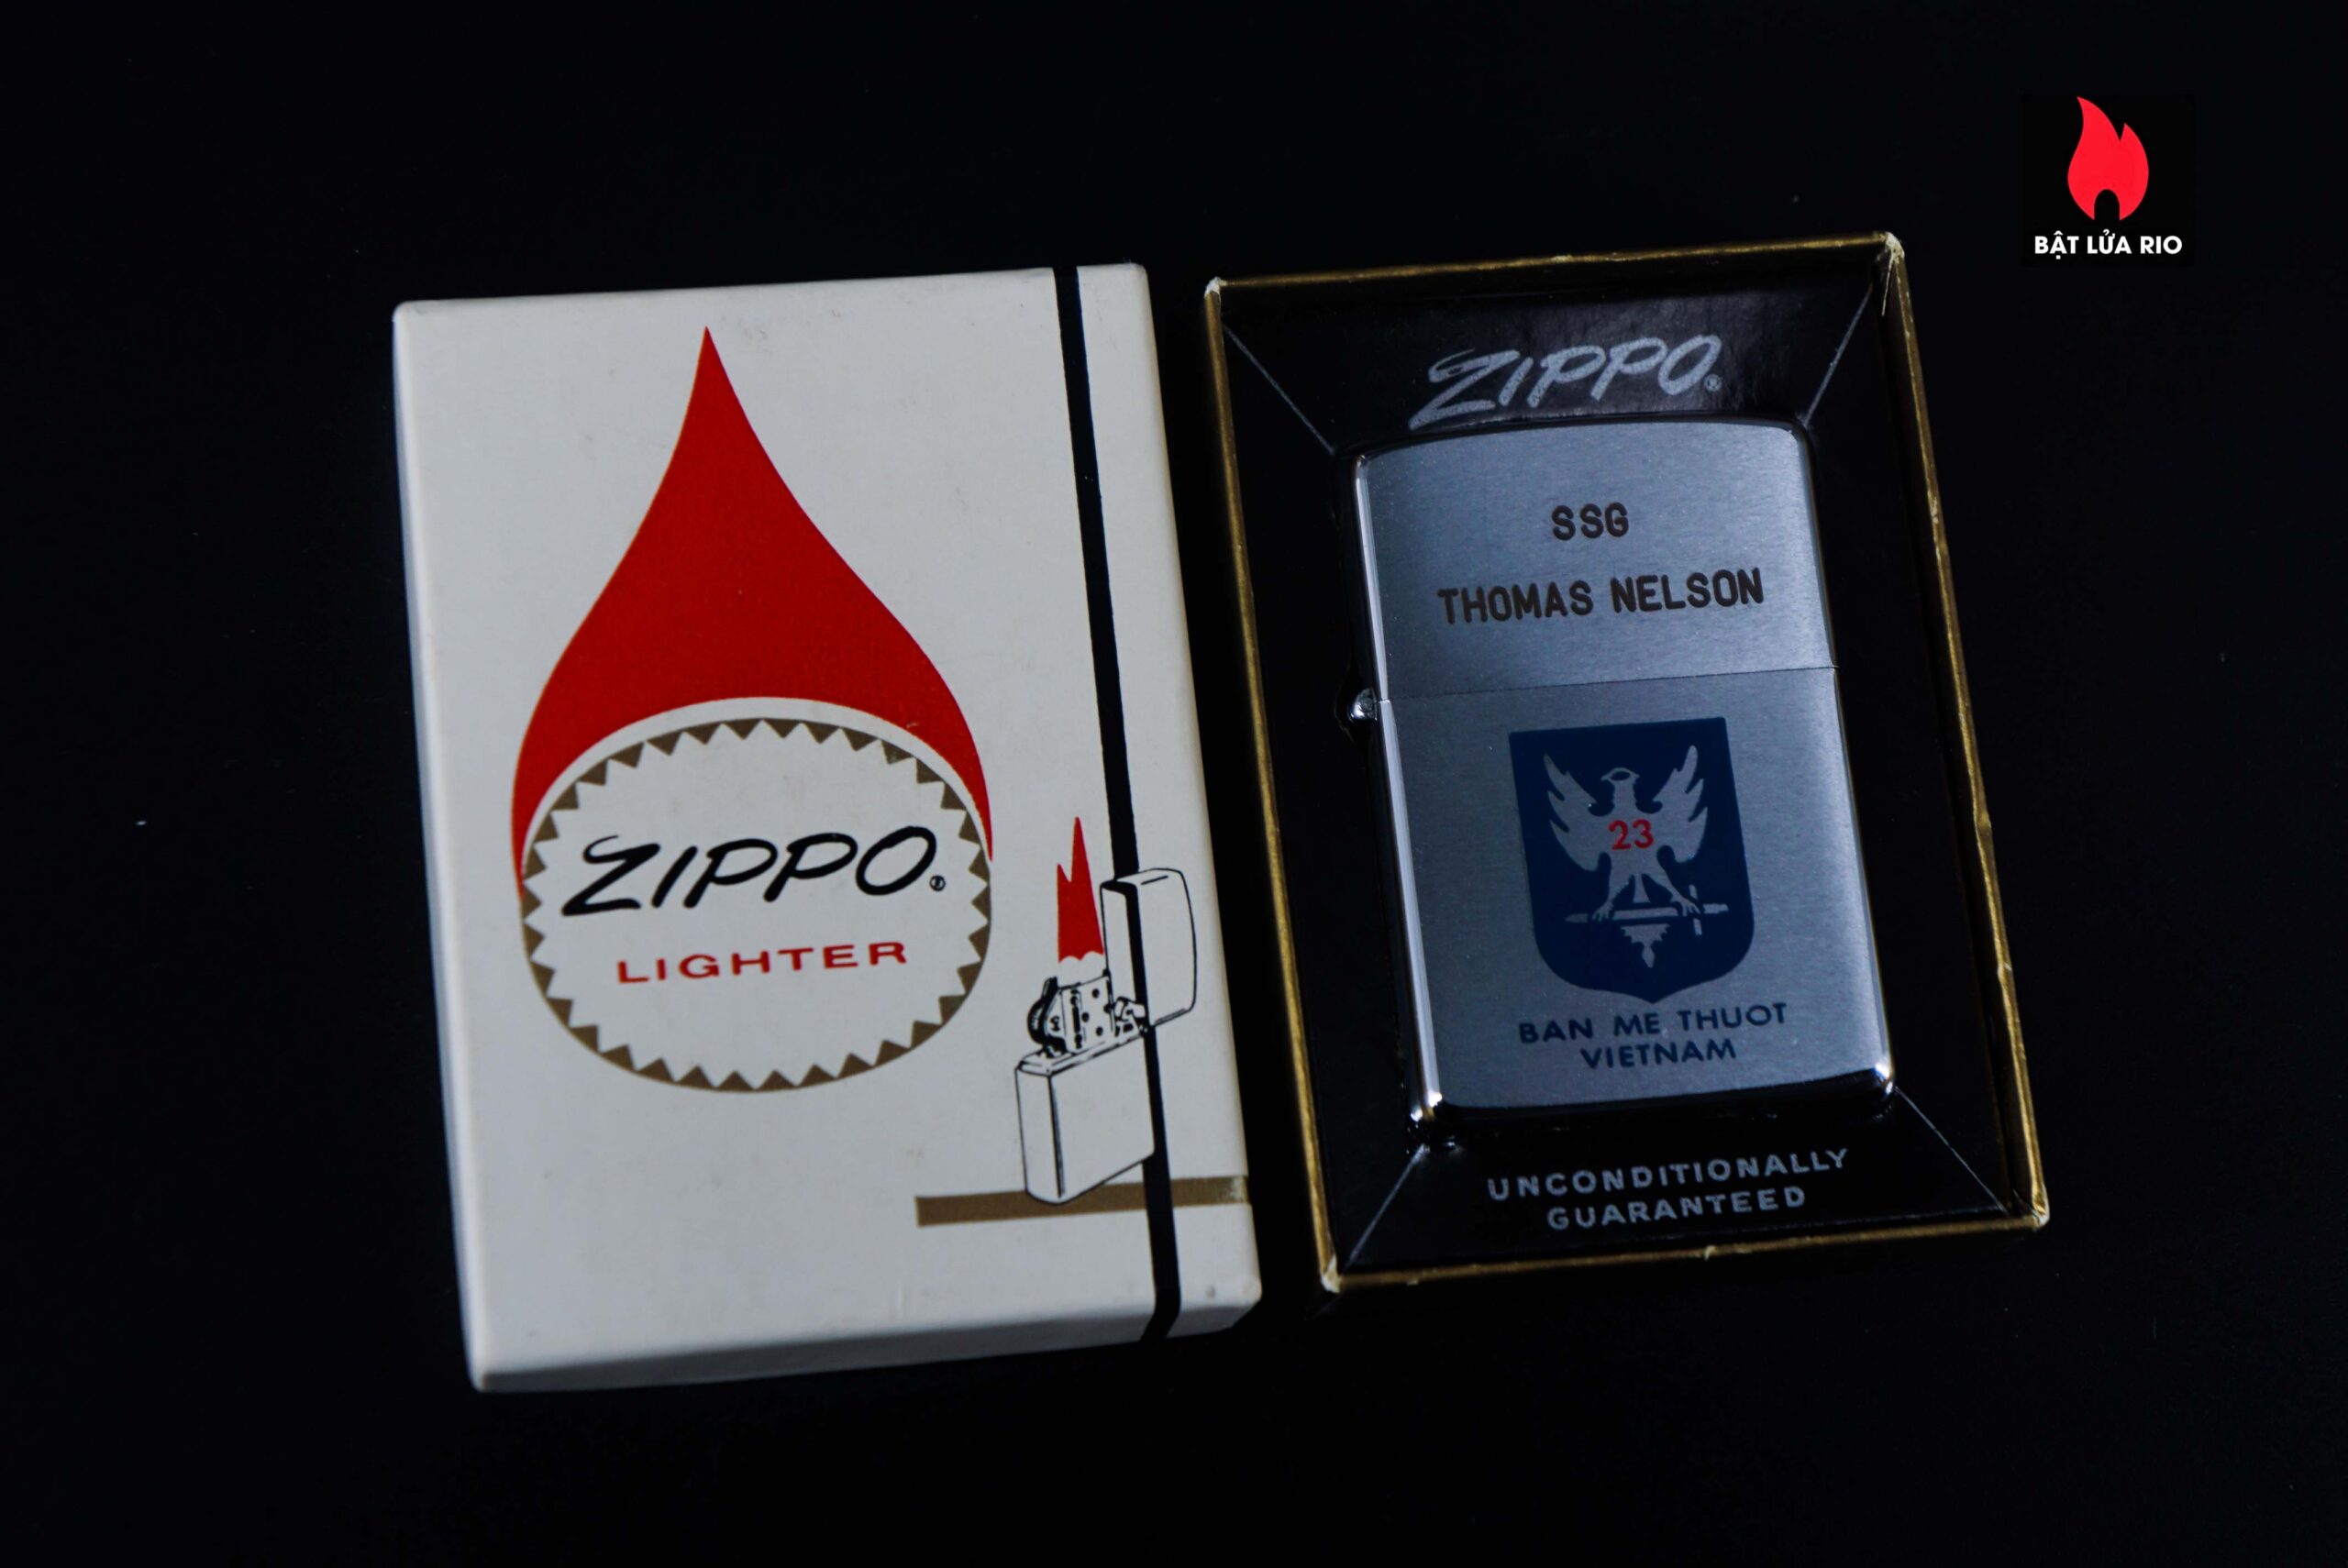 BẬT LỬA RIO
ZIPPO®
LIGHTER
ZIPPO®
SSG
THOMAS NELSON
23
BAN ME THUOT
VIETNAM
UNCONDITIONALLY
GUARANTEED